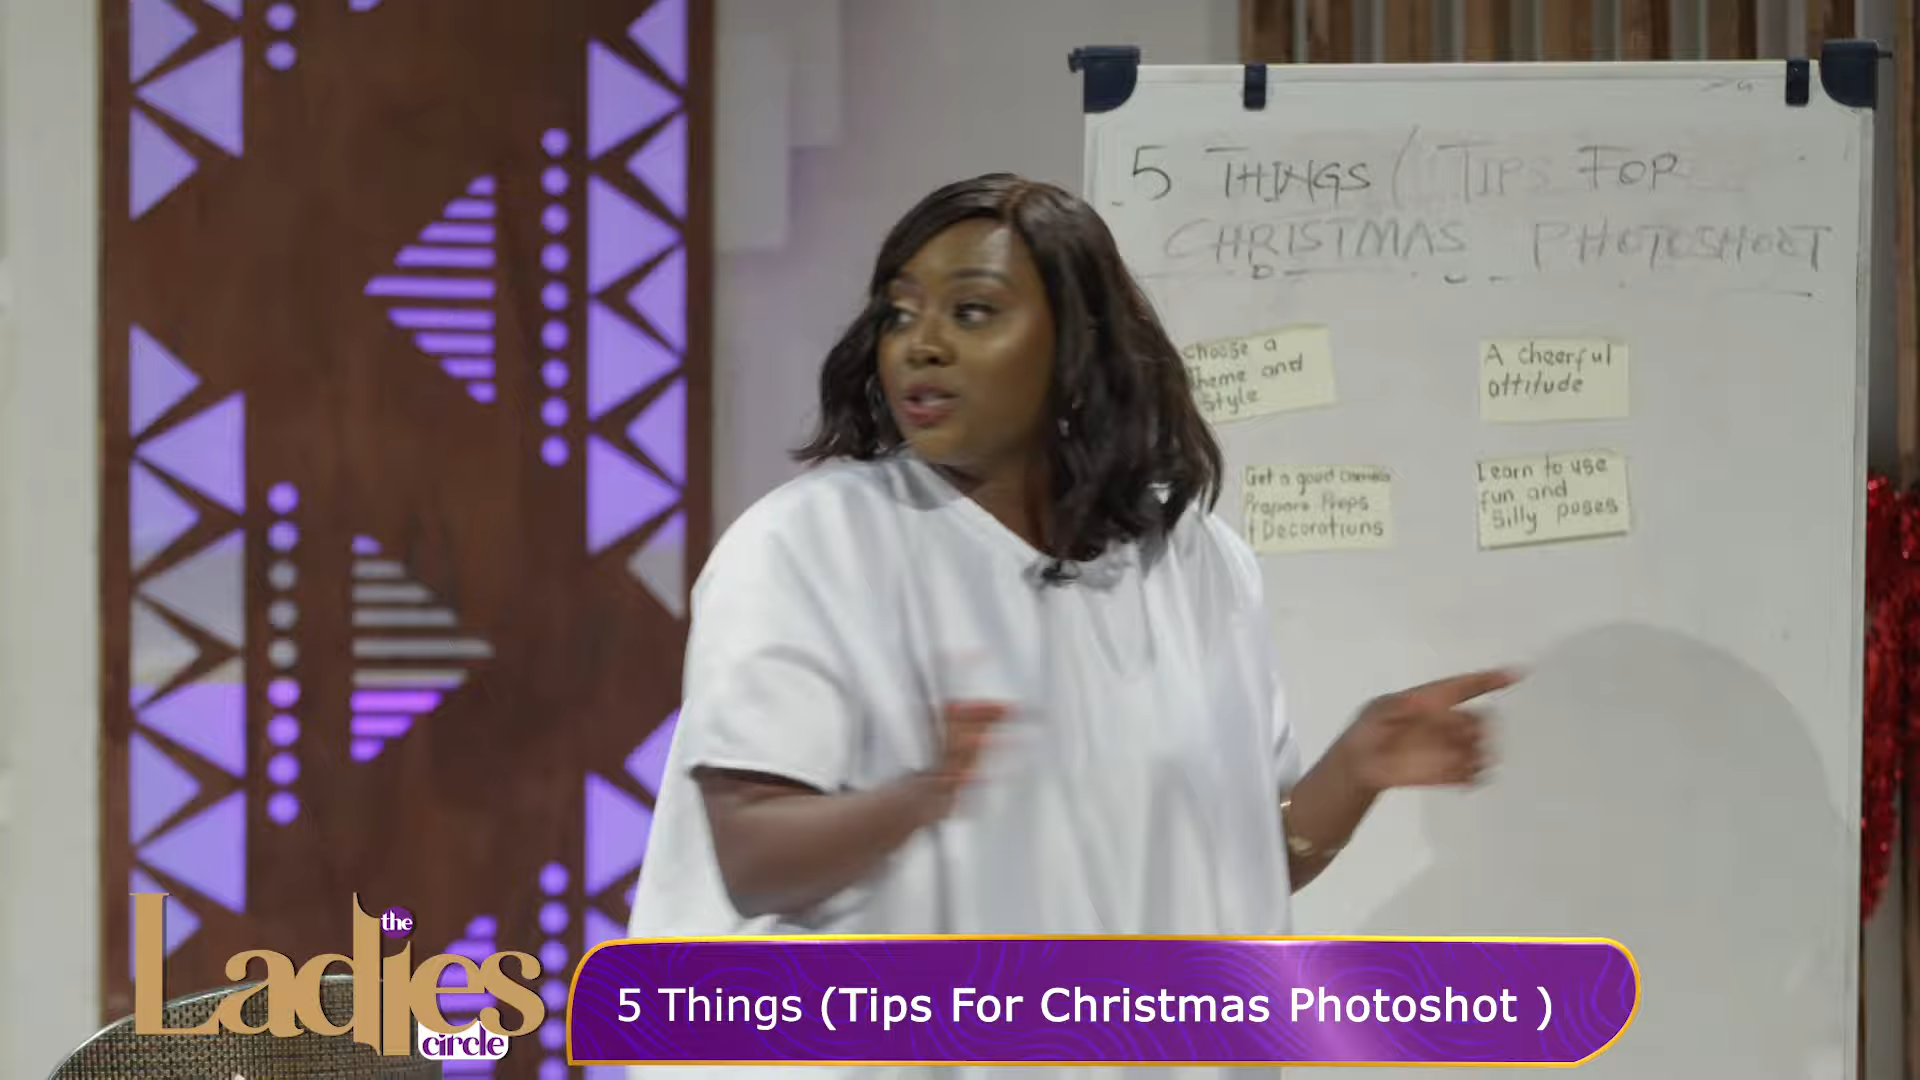 5 THINGS ( TIPS FOR
CHRISTMAS PHOTOSHOOT
Choose a
Theme and
Style
A cheerful
attitude
Get a good camera
Prepare Props
+ Decorations
Learn to use
fun and
Silly poses
the
Ladies
circle
5 Things (Tips For Christmas Photoshot )